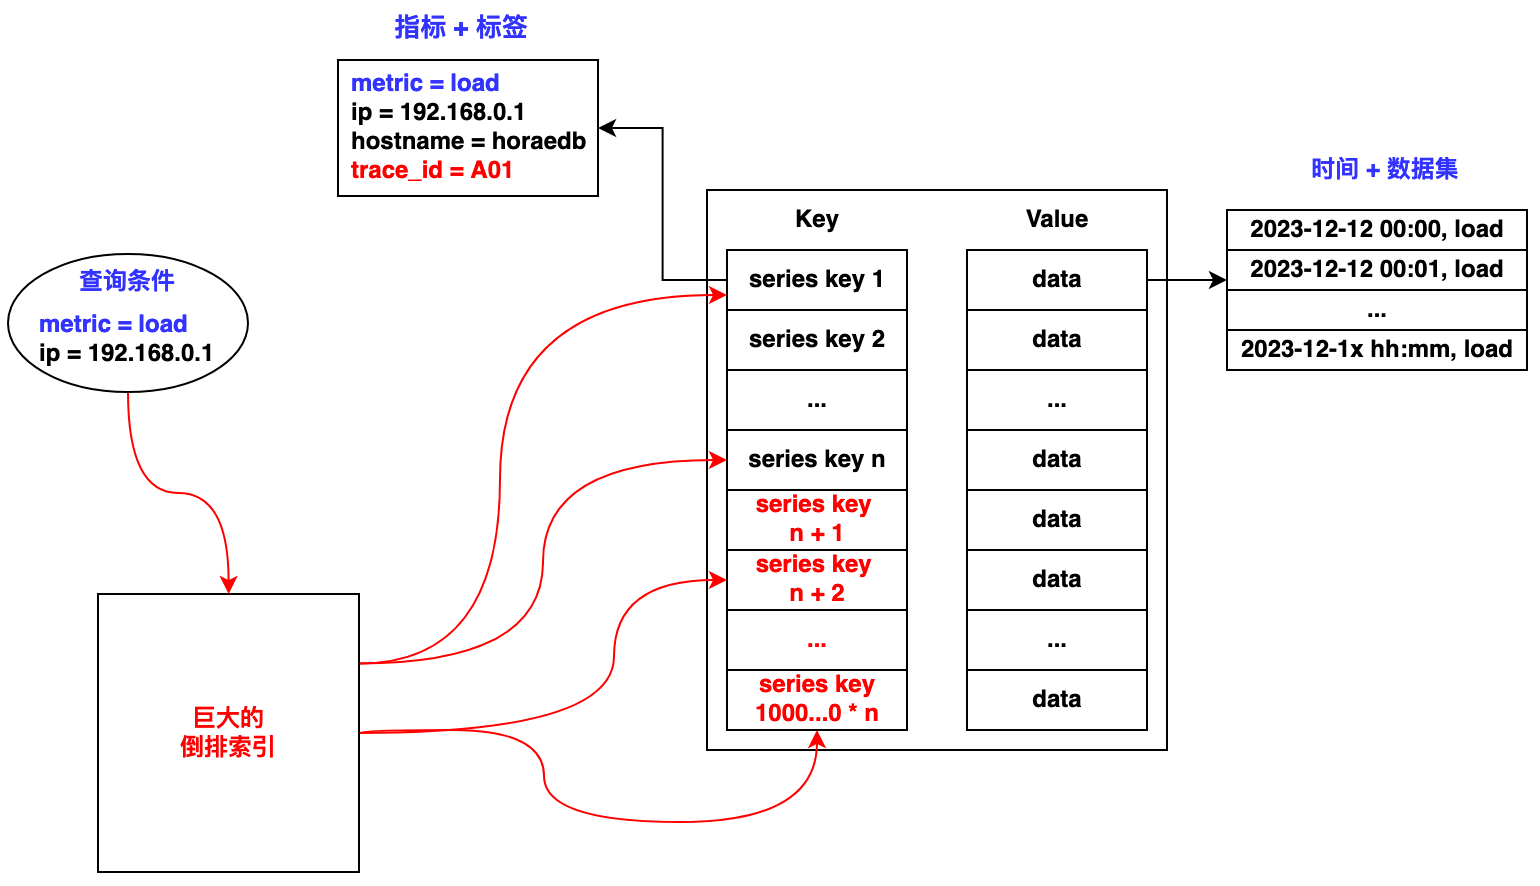 指标 + 标签
metric = load
ip = 192.168.0.1
hostname = horaedb
trace_id = A01
查询条件
metric = load
ip = 192.168.0.1
巨大的
倒排索引
Key
Value
series key 1
data
series key 2
data
...
...
series key n
data
series key
n + 1
data
series key
n + 2
data
...
...
series key
1000...0 * n
data
时间 + 数据集
2023-12-12 00:00, load
2023-12-12 00:01, load
...
2023-12-1x hh:mm, load